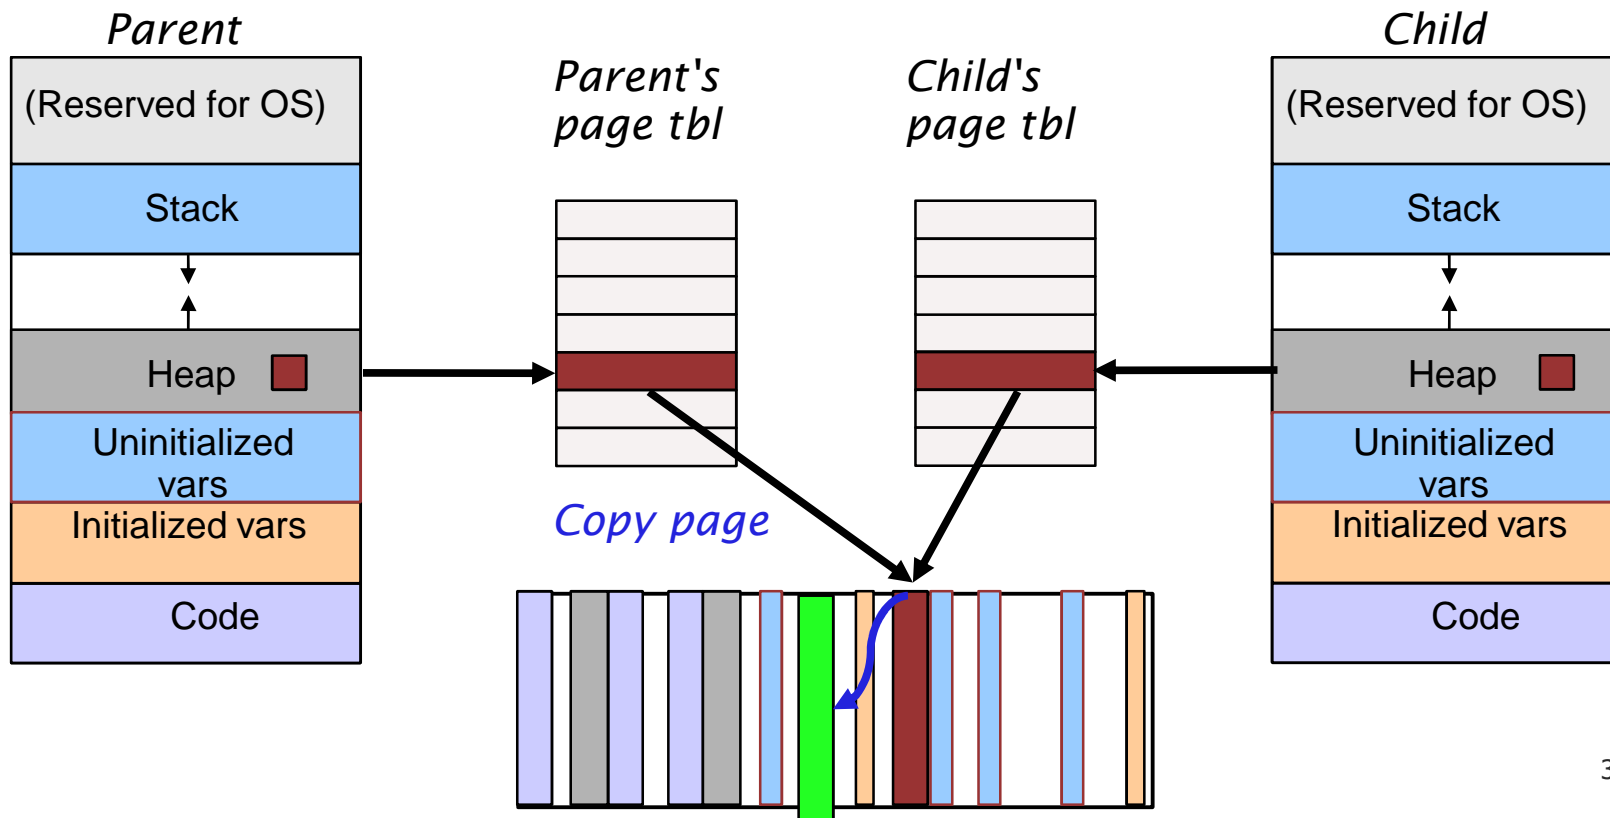 Parent
(Reserved for OS)
Stack
Heap
Uninitialized
vars
Initialized vars
Code
Parent's
page tbl
Child's
page tbl
Copy page
Child
(Reserved for OS)
Stack
Heap
Uninitialized
vars
Initialized vars
Code
3